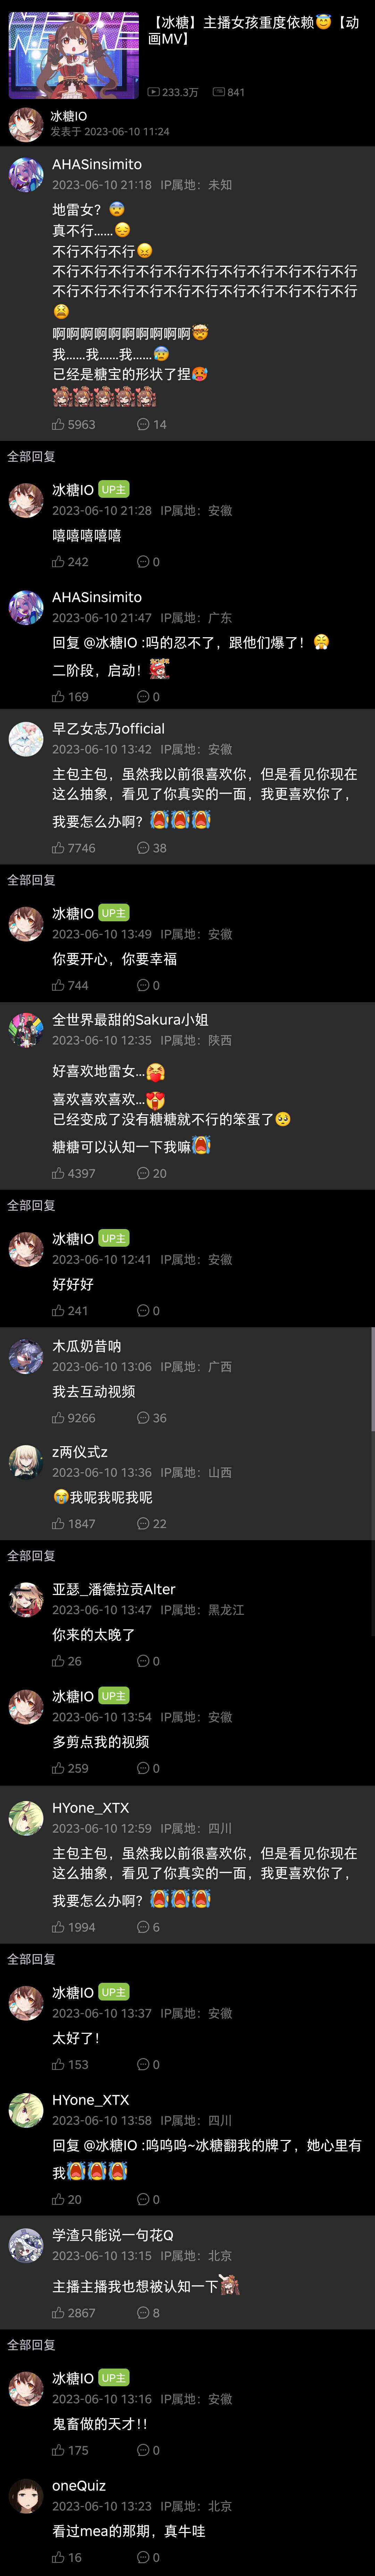 【冰糖】主播女孩重度依赖😇【动
画MV】
233.3万 841
冰糖IO
发表于 2023-06-10 11:24
AHASinsimito
2023-06-10 21:18 IP属地：未知
地雷女？😨
真不行……😔
不行不行不行😖
不行不行不行不行不行不行不行不行不行不行不行
不行不行不行不行不行不行不行不行不行不行不行
😫
啊啊啊啊啊啊啊啊啊啊🤯
我……我……我……😰
已经是糖宝的形状了捏🥵
5963 14
全部回复
冰糖IO UP主
2023-06-10 21:28 IP属地：安徽
嘻嘻嘻嘻嘻
242 0
AHASinsimito
2023-06-10 21:47 IP属地：广东
回复 @冰糖IO :吗的忍不了，跟他们爆了！😤
二阶段，启动！
169 0
早乙女志乃official
2023-06-10 13:42 IP属地：安徽
主包主包，虽然我以前很喜欢你，但是看见你现在
这么抽象，看见了你真实的一面，我更喜欢你了，
我要怎么办啊？
7746 38
全部回复
冰糖IO UP主
2023-06-10 13:49 IP属地：安徽
你要开心，你要幸福
744 0
全世界最甜的Sakura小姐
2023-06-10 12:35 IP属地：陕西
好喜欢地雷女...
喜欢喜欢喜欢...
已经变成了没有糖糖就不行的笨蛋了🥺
糖糖可以认知一下我嘛
4397 20
全部回复
冰糖IO UP主
2023-06-10 12:41 IP属地：安徽
好好好
241 0
木瓜奶昔呐
2023-06-10 13:06 IP属地：广西
我去互动视频
9266 36
z两仪式z
2023-06-10 13:36 IP属地：山西
😭我呢我呢我呢
1847 22
全部回复
亚瑟_潘德拉贡Alter
2023-06-10 13:47 IP属地：黑龙江
你来的太晚了
26 0
冰糖IO UP主
2023-06-10 13:54 IP属地：安徽
多剪点我的视频
259 0
HYone_XTX
2023-06-10 12:59 IP属地：四川
主包主包，虽然我以前很喜欢你，但是看见你现在
这么抽象，看见了你真实的一面，我更喜欢你了，
我要怎么办啊？
1994 6
全部回复
冰糖IO UP主
2023-06-10 13:37 IP属地：安徽
太好了！
153 0
HYone_XTX
2023-06-10 13:58 IP属地：四川
回复 @冰糖IO :呜呜呜~冰糖翻我的牌了，她心里有
我
20 0
学渣只能说一句花Q
2023-06-10 13:15 IP属地：北京
主播主播我也想被认知一下
2867 8
全部回复
冰糖IO UP主
2023-06-10 13:16 IP属地：安徽
鬼畜做的天才！！
175 0
oneQuiz
2023-06-10 13:23 IP属地：北京
看过mea的那期，真牛哇
16 0